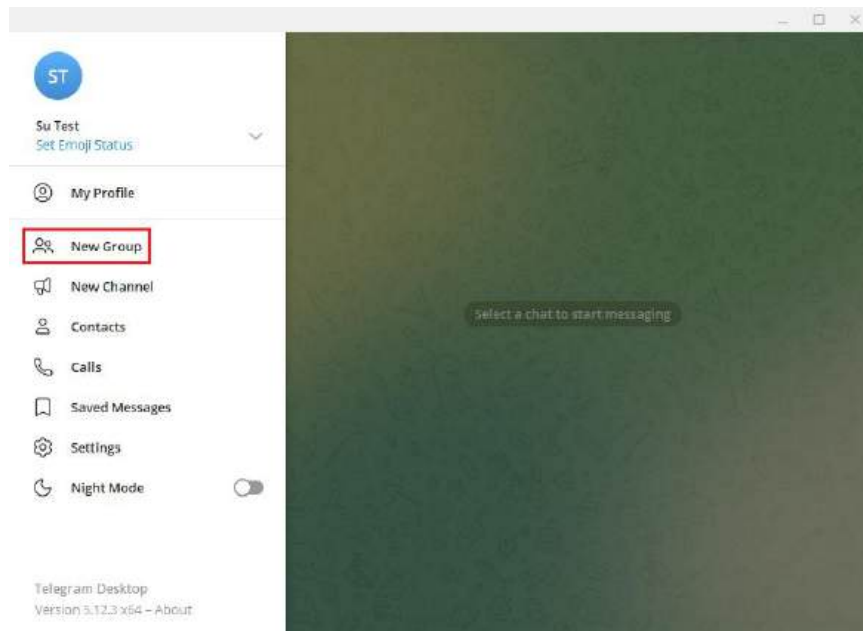 ST
Su Test
Set Emoji Status
My Profile
New Group
New Channel
Contacts
Calls
Saved Messages
Settings
Night Mode
Telegram Desktop
Version 5.12.3 x64 – About
Select a chat to start messaging